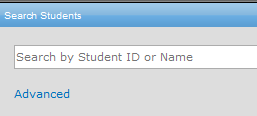 Search Students
Search by Student ID or Name
Advanced